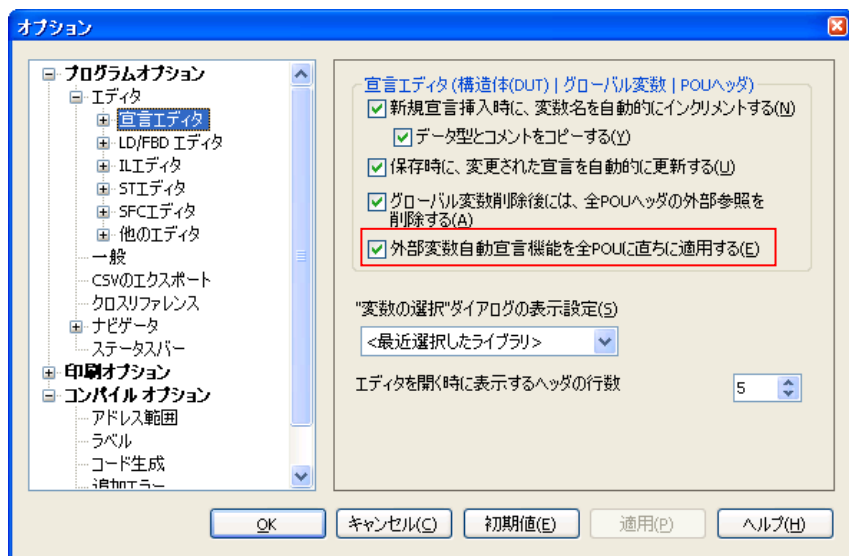 オプション
プログラムオプション
エディタ
宣言エディタ
LD/FBD エディタ
ILエディタ
STエディタ
SFCエディタ
他のエディタ
一般
CSVのエクスポート
クロスリファレンス
ナビゲータ
ステータスバー
印刷オプション
コンパイル オプション
アドレス範囲
ラベル
コード生成
追加エラー
宣言エディタ(構造体(DUT) | グローバル変数 | POUヘッダ)
新規宣言挿入時に、変数名を自動的にインクリメントする(N)
データ型とコメントをコピーする(Y)
保存時に、変更された宣言を自動的に更新する(U)
グローバル変数削除後には、全POUヘッダの外部参照を
削除する(A)
外部変数自動宣言機能を全POUに直ちに適用する(E)
"変数の選択"ダイアログの表示設定(S)
<最近選択したライブラリ>
エディタを開く時に表示するヘッダの行数
5
OK
キャンセル(C)
初期値(E)
適用(P)
ヘルプ(H)